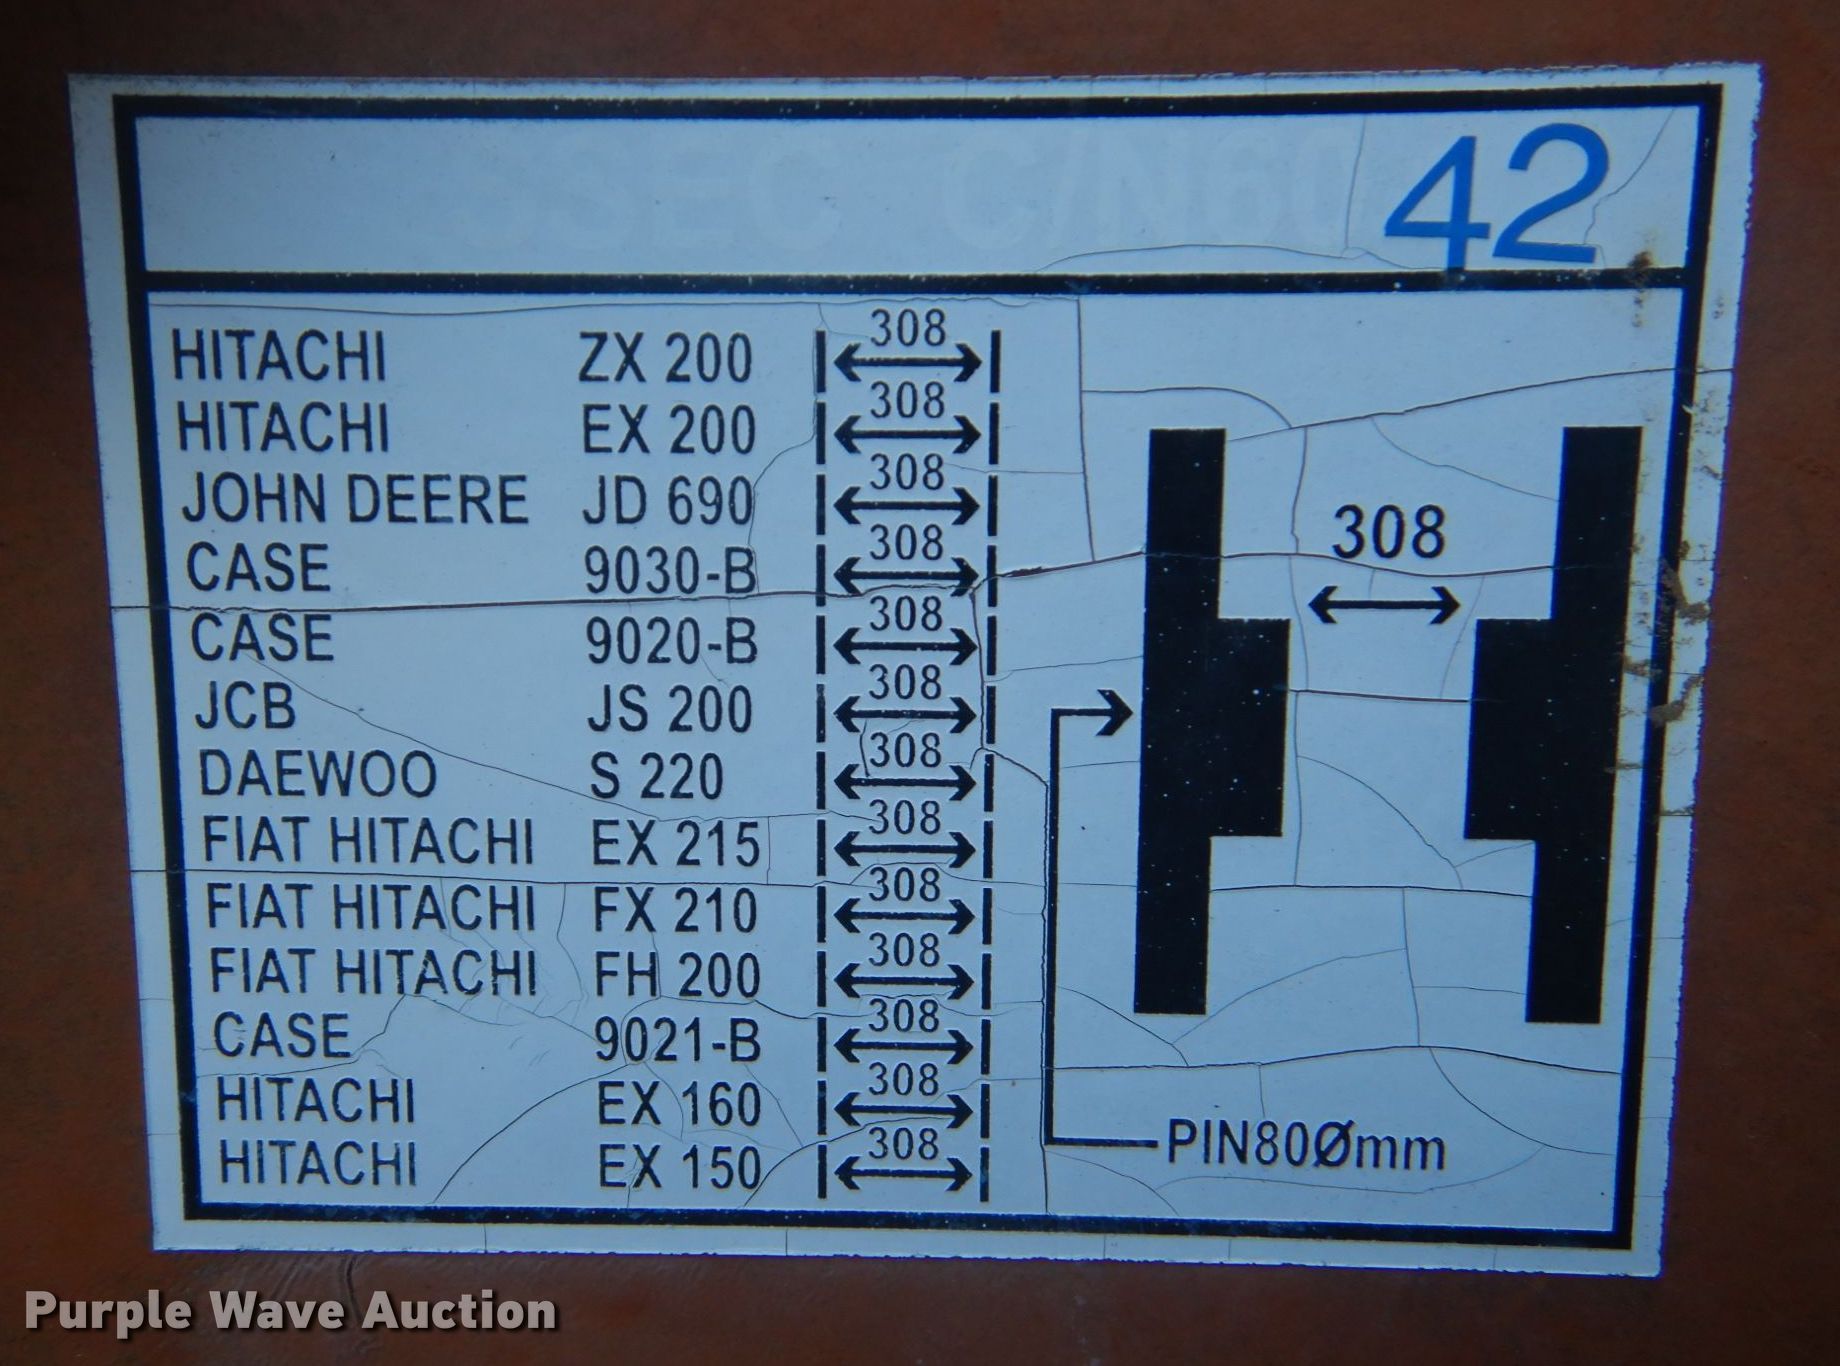 SSEC C/N60 42
HITACHI ZX 200 308
HITACHI EX 200 308
JOHN DEERE JD 690 308
CASE 9030-B 308
CASE 9020-B 308
JCB JS 200 308
DAEWOO S 220 308
FIAT HITACHI EX 215 308
FIAT HITACHI FX 210 308
FIAT HITACHI FH 200 308
CASE 9021-B 308
HITACHI EX 160 308
HITACHI EX 150 308
308
PIN80Ømm
Purple Wave Auction